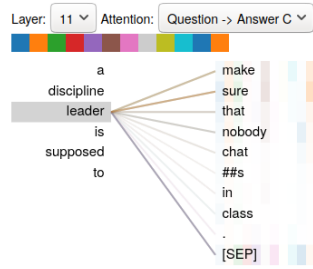 Layer: 11 Attention: Question -> Answer C
a make
discipline sure
leader that
is nobody
supposed chat
to ##s
in
class
.
[SEP]